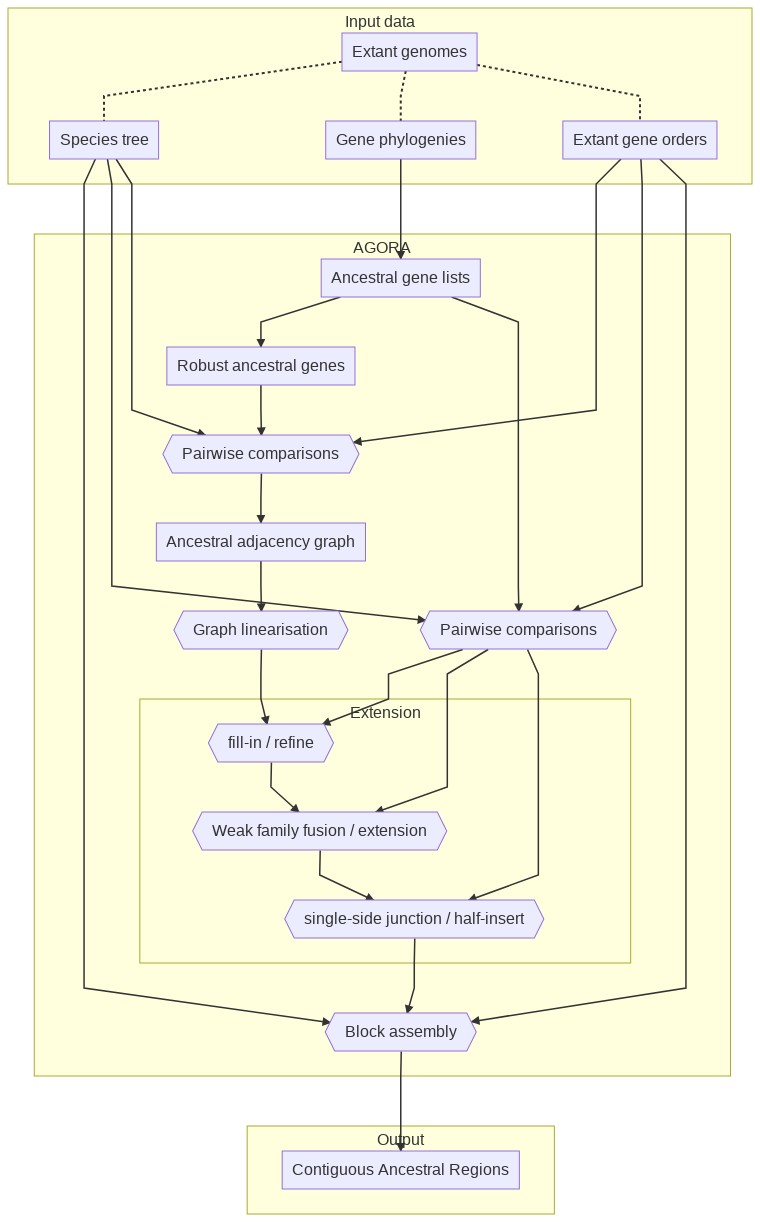 Input data
Extant genomes
Species tree
Gene phylogenies
Extant gene orders
AGORA
Ancestral gene lists
Robust ancestral genes
Pairwise comparisons
Ancestral adjacency graph
Graph linearisation
Pairwise comparisons
Extension
fill-in / refine
Weak family fusion / extension
single-side junction / half-insert
Block assembly
Output
Contiguous Ancestral Regions